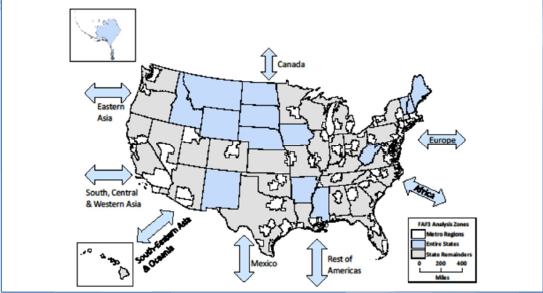 Canada
Eastern
Asia
Europe
South, Central
& Western Asia
Africa
South-Eastern Asia
& Oceania
Mexico
Rest of
Americas
FAF3 Analysis Zones
Metro Regions
Entire States
State Remainders
0 200 400
Miles